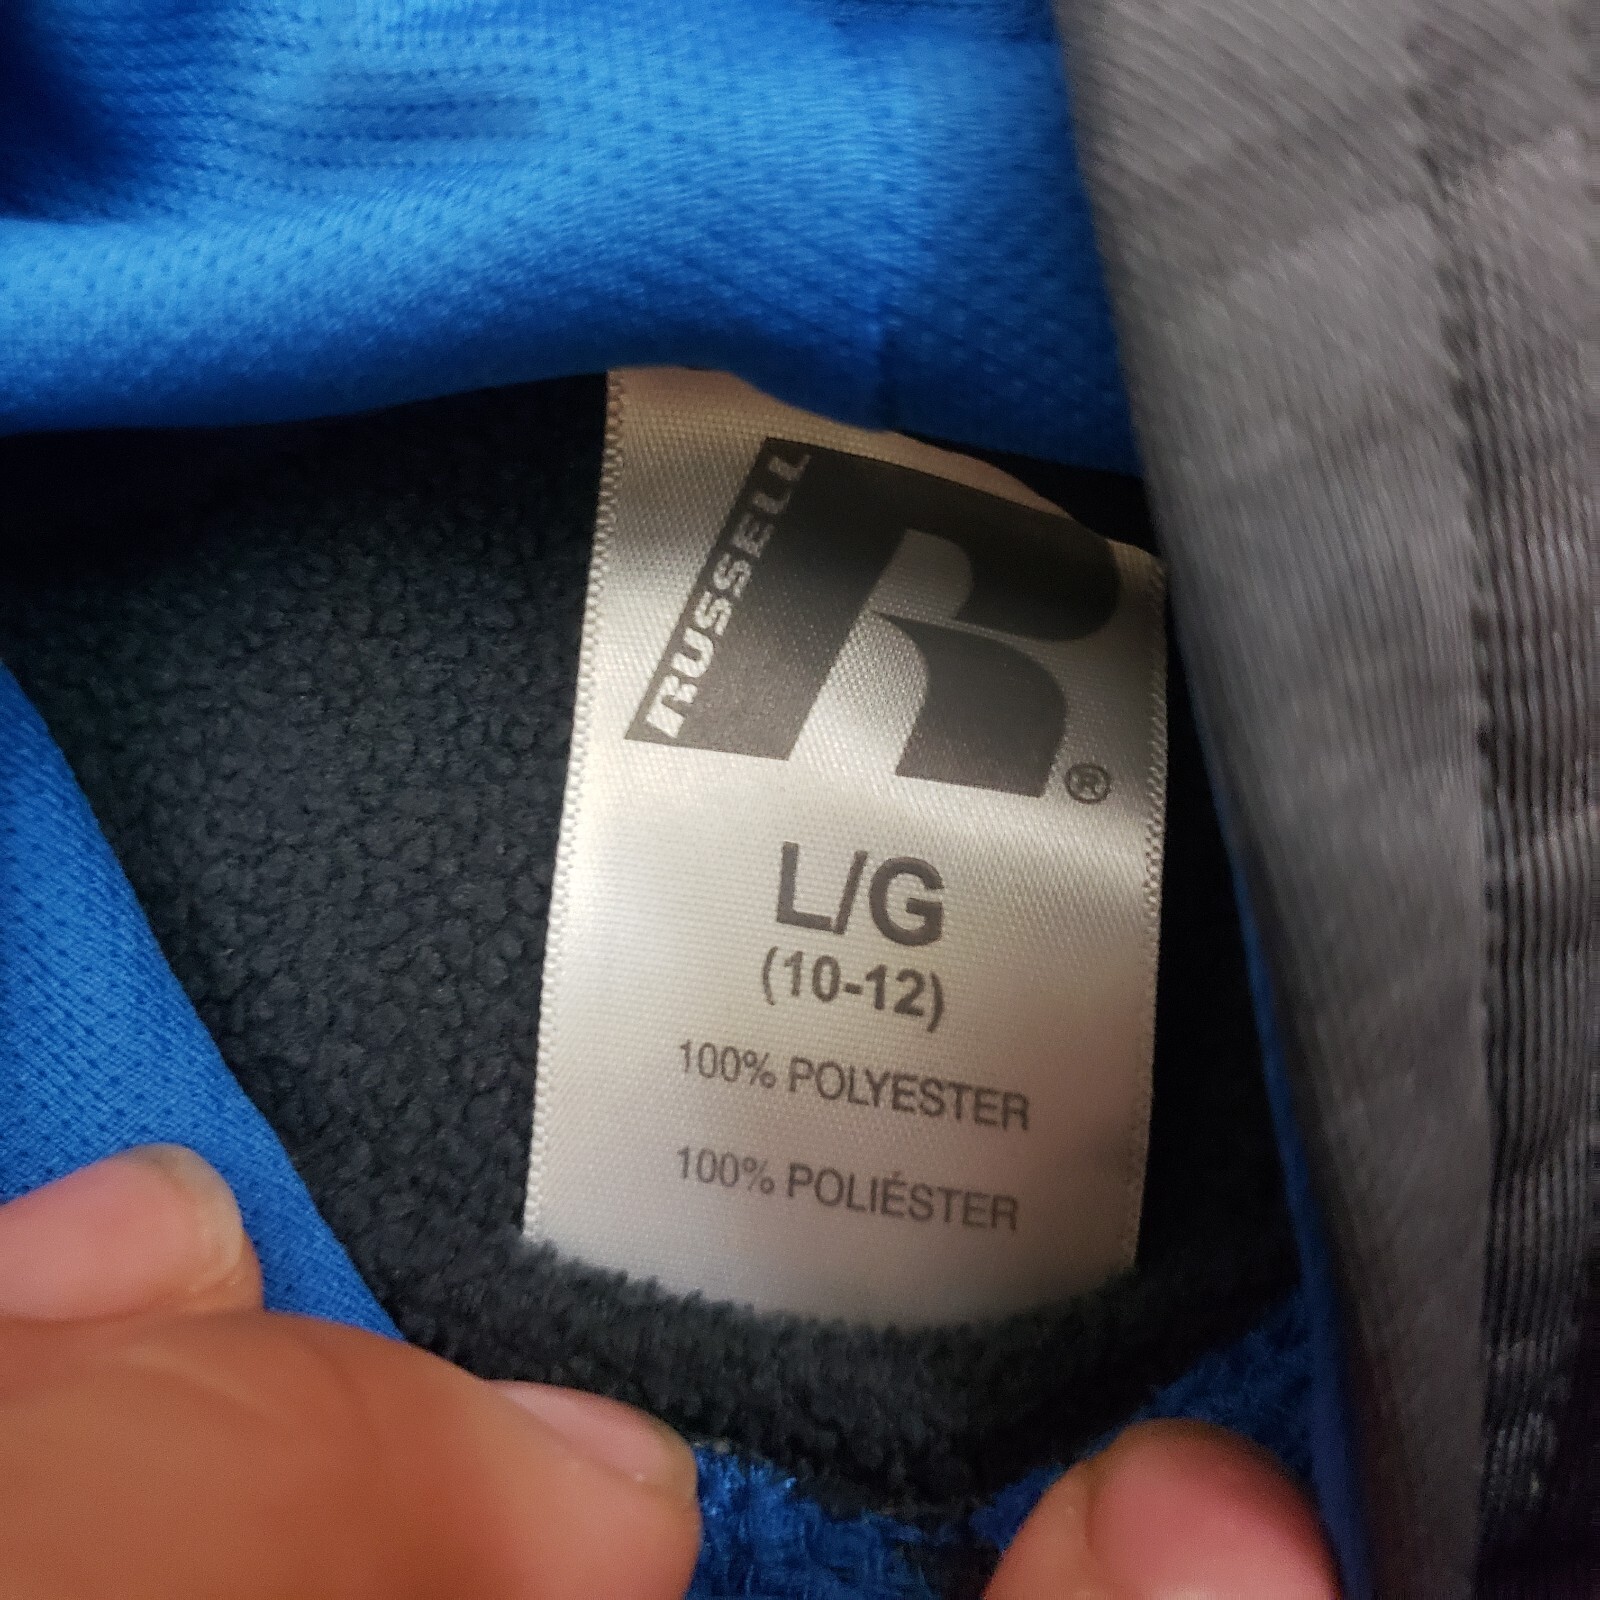 RUSSELL
R®
L/G
(10-12)
100% POLYESTER
100% POLIÉSTER